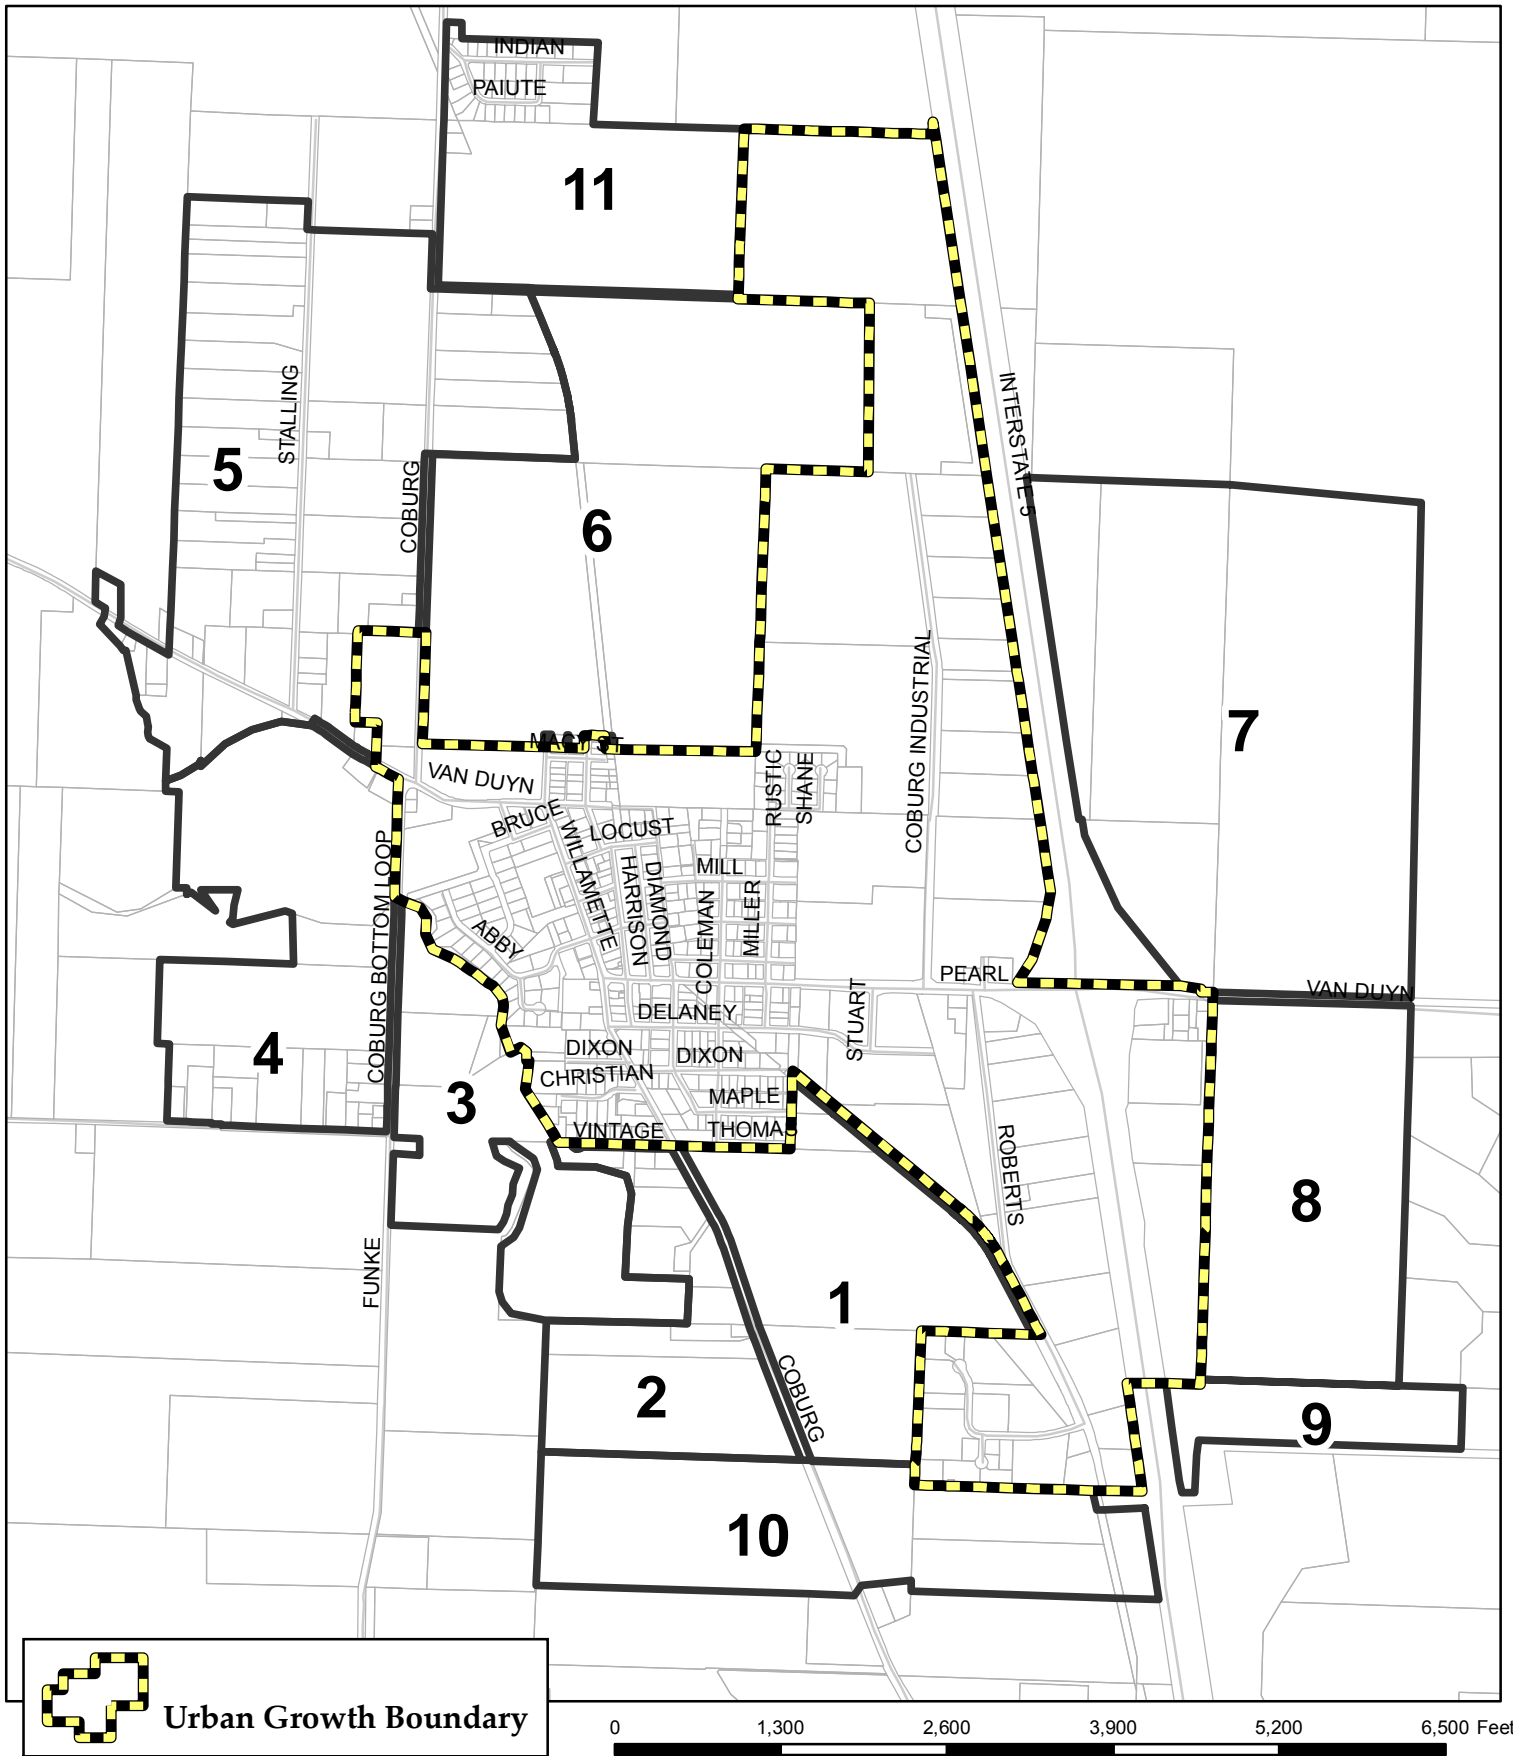 INDIAN
PAIUTE
11
STALLING
5
COBURG
6
INTERSTATE 5
7
COBURG INDUSTRIAL
MACY ST
VAN DUYN
RUSTIC
SHANE
BRUCE
LOCUST
WILLAMETTE
HARRISON
DIAMOND
MILL
COLEMAN
MILLER
ABBY
COBURG BOTTOM LOOP
PEARL
VAN DUYN
DELANEY
STUART
DIXON
DIXON
CHRISTIAN
MAPLE
VINTAGE
THOMAS
4
3
ROBERTS
8
FUNKE
1
COBURG
2
9
10
Urban Growth Boundary
0 1,300 2,600 3,900 5,200 6,500 Feet